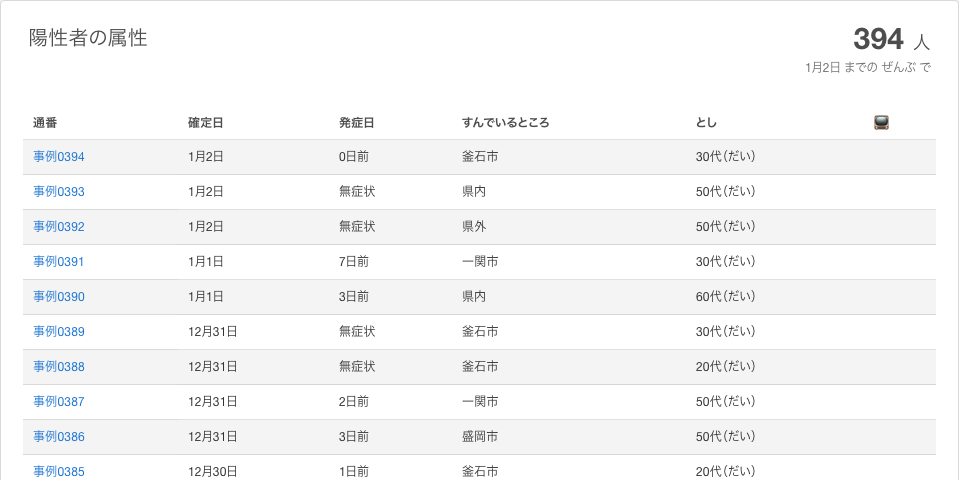 陽性者の属性
394 人
1月2日 までの ぜんぶ で
通番 確定日 発症日 すんでいるところ とし
事例0394 1月2日 0日前 釜石市 30代(だい)
事例0393 1月2日 無症状 県内 50代(だい)
事例0392 1月2日 無症状 県外 50代(だい)
事例0391 1月1日 7日前 一関市 30代(だい)
事例0390 1月1日 3日前 県内 60代(だい)
事例0389 12月31日 無症状 釜石市 30代(だい)
事例0388 12月31日 無症状 釜石市 20代(だい)
事例0387 12月31日 2日前 一関市 50代(だい)
事例0386 12月31日 3日前 盛岡市 50代(だい)
事例0385 12月30日 1日前 釜石市 20代(だい)